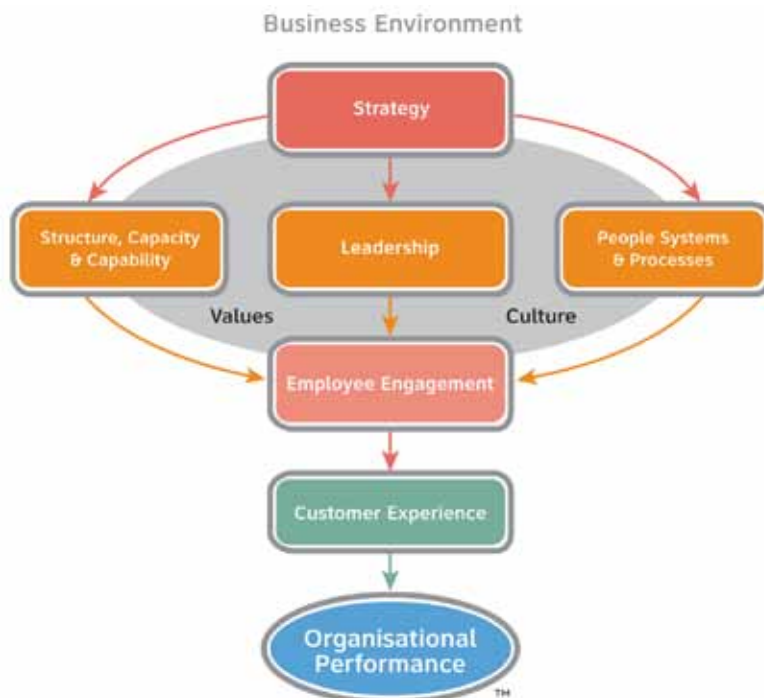 Business Environment
Strategy
Structure, Capacity
& Capability
Leadership
People Systems
& Processes
Values
Culture
Employee Engagement
Customer Experience
Organisational
Performance
TM